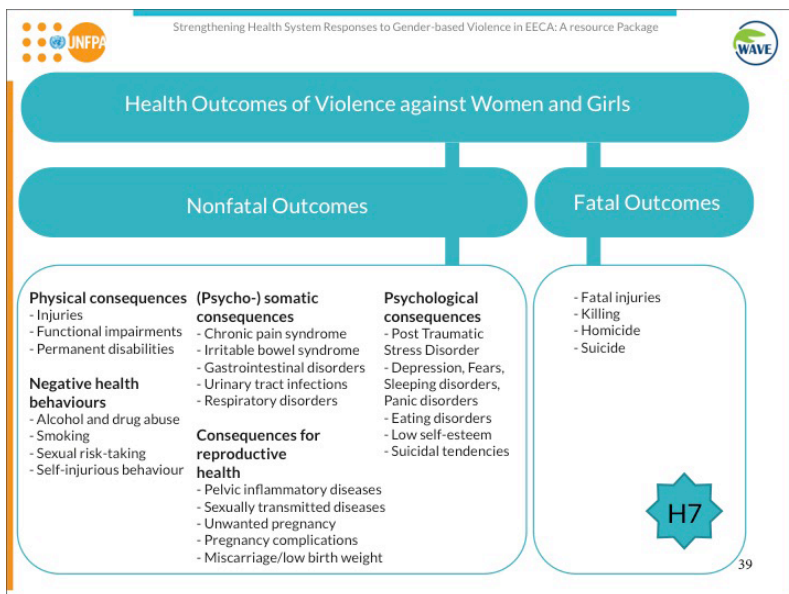 Strengthening Health System Responses to Gender-based Violence in EECA: A resource Package
UNFPA
WAVE
Health Outcomes of Violence against Women and Girls
Nonfatal Outcomes
Fatal Outcomes
Physical consequences
- Injuries
- Functional impairments
- Permanent disabilities
Negative health
behaviours
- Alcohol and drug abuse
- Smoking
- Sexual risk-taking
- Self-injurious behaviour
(Psycho-) somatic
consequences
- Chronic pain syndrome
- Irritable bowel syndrome
- Gastrointestinal disorders
- Urinary tract infections
- Respiratory disorders
Consequences for
reproductive
health
- Pelvic inflammatory diseases
- Sexually transmitted diseases
- Unwanted pregnancy
- Pregnancy complications
- Miscarriage/low birth weight
Psychological
consequences
- Post Traumatic
Stress Disorder
- Depression, Fears,
Sleeping disorders,
Panic disorders
- Eating disorders
- Low self-esteem
- Suicidal tendencies
- Fatal injuries
- Killing
- Homicide
- Suicide
H7
39